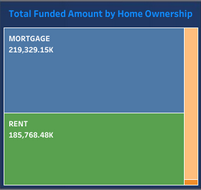 Total Funded Amount by Home Ownership
MORTGAGE
219,329.15K
RENT
185,768.48K